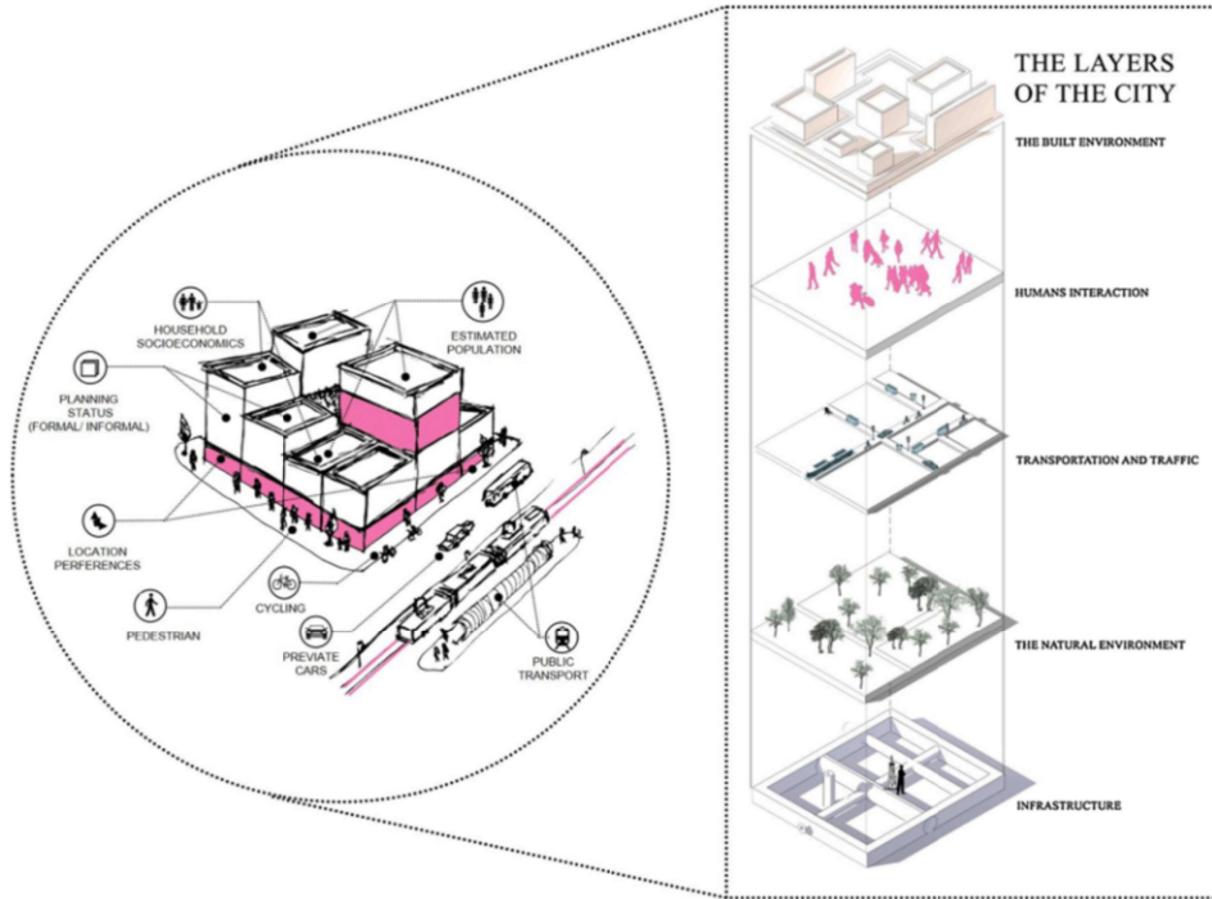 THE LAYERS
OF THE CITY
THE BUILT ENVIRONMENT
HUMANS INTERACTION
TRANSPORTATION AND TRAFFIC
THE NATURAL ENVIRONMENT
INFRASTRUCTURE
HOUSEHOLD
SOCIOECONOMICS
ESTIMATED
POPULATION
PLANNING
STATUS
(FORMAL/ INFORMAL)
LOCATION
PERFERENCES
PEDESTRIAN
CYCLING
PREVIATE
CARS
PUBLIC
TRANSPORT